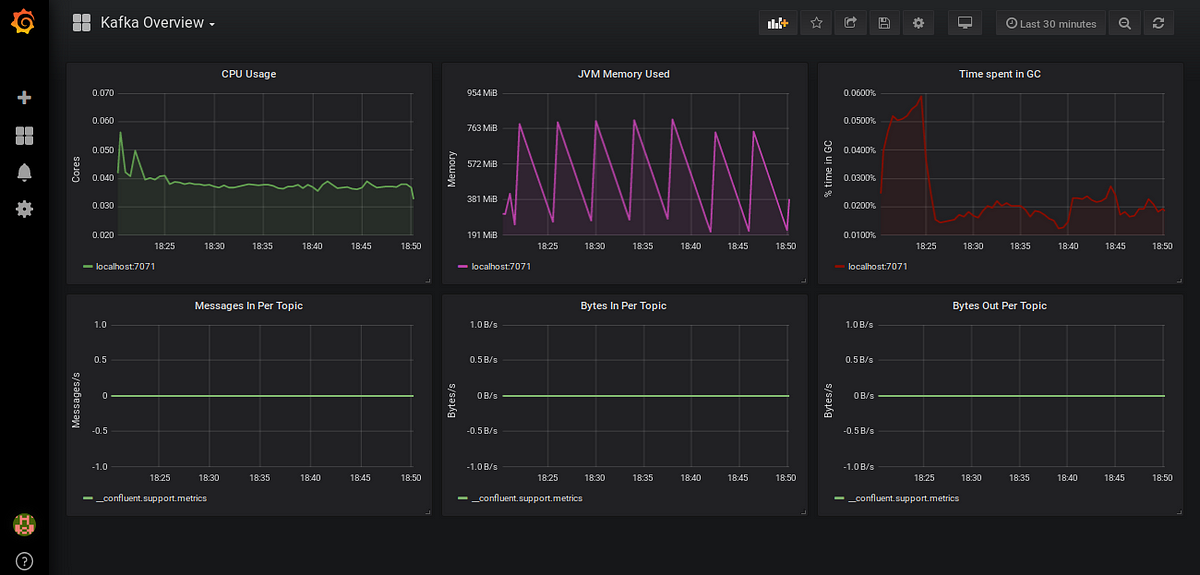 Kafka Overview
Last 30 minutes
CPU Usage
Cores
0.070
0.060
0.050
0.040
0.030
0.020
18:25 18:30 18:35 18:40 18:45 18:50
localhost:7071
JVM Memory Used
Memory
954 MiB
763 MiB
572 MiB
381 MiB
191 MiB
18:25 18:30 18:35 18:40 18:45 18:50
localhost:7071
Time spent in GC
% time in GC
0.0600%
0.0500%
0.0400%
0.0300%
0.0200%
0.0100%
18:25 18:30 18:35 18:40 18:45 18:50
localhost:7071
Messages In Per Topic
Messages/s
1.0
0.5
0
-0.5
-1.0
18:25 18:30 18:35 18:40 18:45 18:50
__confluent.support.metrics
Bytes In Per Topic
Bytes/s
1.0 B/s
0.5 B/s
0 B/s
-0.5 B/s
-1.0 B/s
18:25 18:30 18:35 18:40 18:45 18:50
__confluent.support.metrics
Bytes Out Per Topic
Bytes/s
1.0 B/s
0.5 B/s
0 B/s
-0.5 B/s
-1.0 B/s
18:25 18:30 18:35 18:40 18:45 18:50
__confluent.support.metrics
?